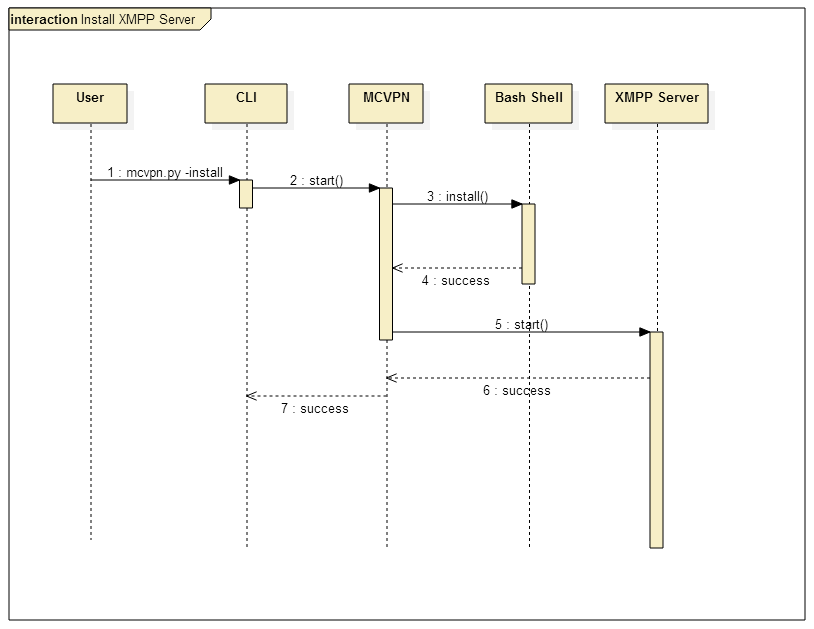 interaction Install XMPP Server
User
CLI
MCVPN
Bash Shell
XMPP Server
1 : mcvpn.py -install
2 : start()
3 : install()
4 : success
5 : start()
6 : success
7 : success